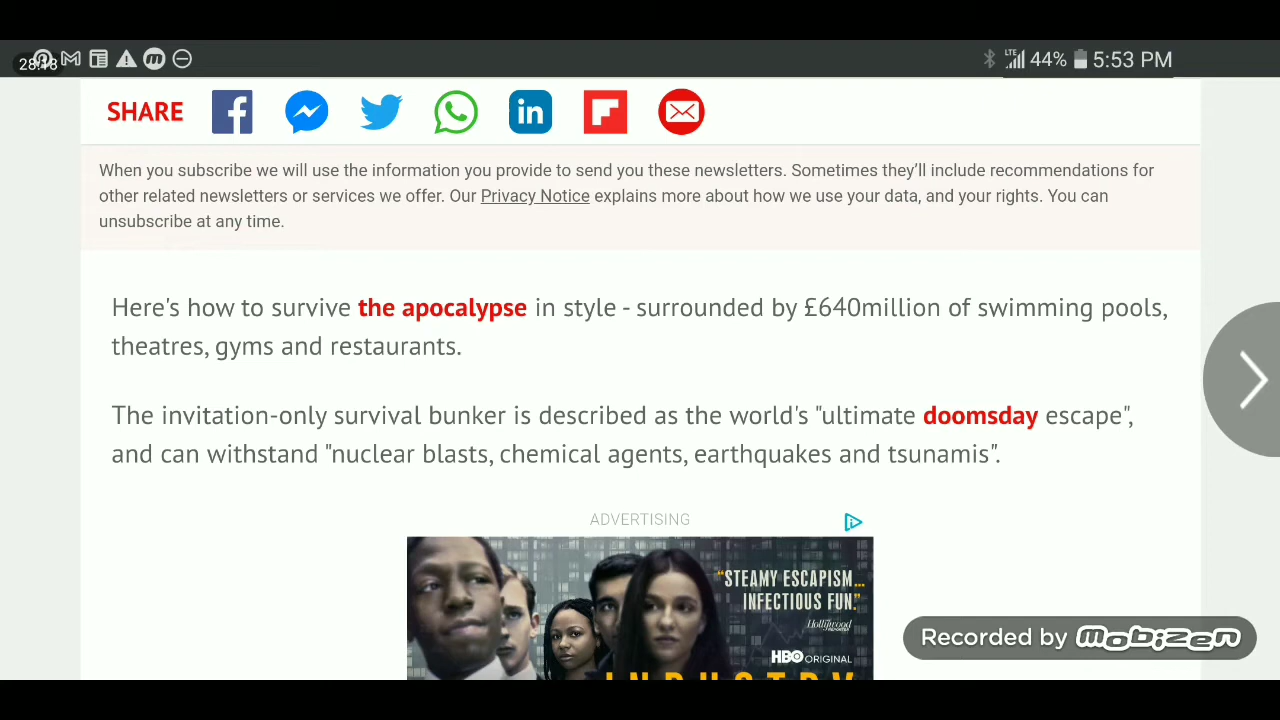 28:18
44% 5:53 PM
LTE
SHARE
When you subscribe we will use the information you provide to send you these newsletters. Sometimes they’ll include recommendations for
other related newsletters or services we offer. Our Privacy Notice explains more about how we use your data, and your rights. You can
unsubscribe at any time.
Here's how to survive the apocalypse in style - surrounded by £640million of swimming pools,
theatres, gyms and restaurants.
The invitation-only survival bunker is described as the world's "ultimate doomsday escape",
and can withstand "nuclear blasts, chemical agents, earthquakes and tsunamis".
ADVERTISING
“STEAMY ESCAPISM...
INFECTIOUS FUN.”
Hollywood
REPORTER
HBO ORIGINAL
INDUSTRY
Recorded by mobizen